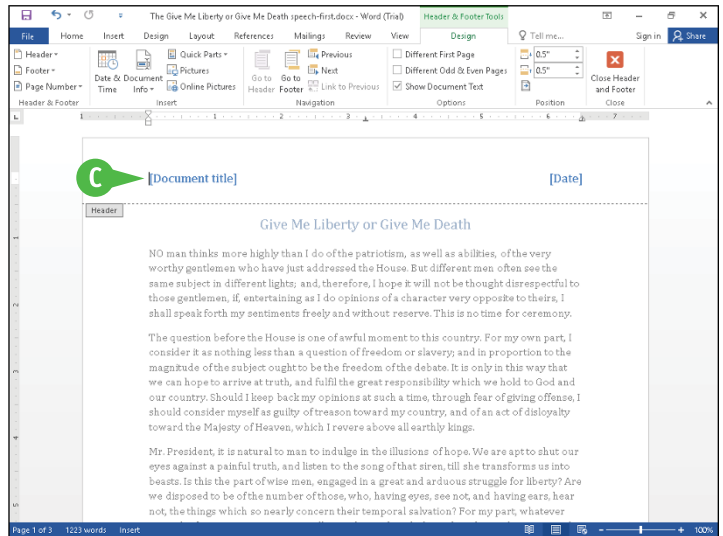 The Give Me Liberty or Give Me Death speech-first.docx - Word (Trial) Header & Footer Tools
File Home Insert Design Layout References Mailings Review View Design Tell me... Sign in Share
Header Quick Parts Previous Different First Page 0.5"
Footer Date & Document Pictures Go to Go to Next Different Odd & Even Pages 0.5" Close Header
Page Number Time Info Online Pictures Header Footer Link to Previous Show Document Text and Footer
Header & Footer Insert Navigation Options Position Close
1 1 2 3 4 5 6 7
C [Document title] [Date]
Header
Give Me Liberty or Give Me Death
NO man thinks more highly than I do of the patriotism, as well as abilities, of the very
worthy gentlemen who have just addressed the House. But different men often see the
same subject in different lights; and, therefore, I hope it will not be thought disrespectful to
those gentlemen, if, entertaining as I do opinions of a character very opposite to theirs, I
shall speak forth my sentiments freely and without reserve. This is no time for ceremony.
The question before the House is one of awful moment to this country. For my own part, I
consider it as nothing less than a question of freedom or slavery; and in proportion to the
magnitude of the subject ought to be the freedom of the debate. It is only in this way that
we can hope to arrive at truth, and fulfil the great responsibility which we hold to God and
our country. Should I keep back my opinions at such a time, through fear of giving offense, I
should consider myself as guilty of treason toward my country, and of an act of disloyalty
toward the Majesty of Heaven, which I revere above all earthly kings.
Mr. President, it is natural to man to indulge in the illusions of hope. We are apt to shut our
eyes against a painful truth, and listen to the song of that siren, till she transforms us into
beasts. Is this the part of wise men, engaged in a great and arduous struggle for liberty? Are
we disposed to be of the number of those, who, having eyes, see not, and having ears, hear
not, the things which so nearly concern their temporal salvation? For my part, whatever
Page 1 of 3 1223 words Insert 100%